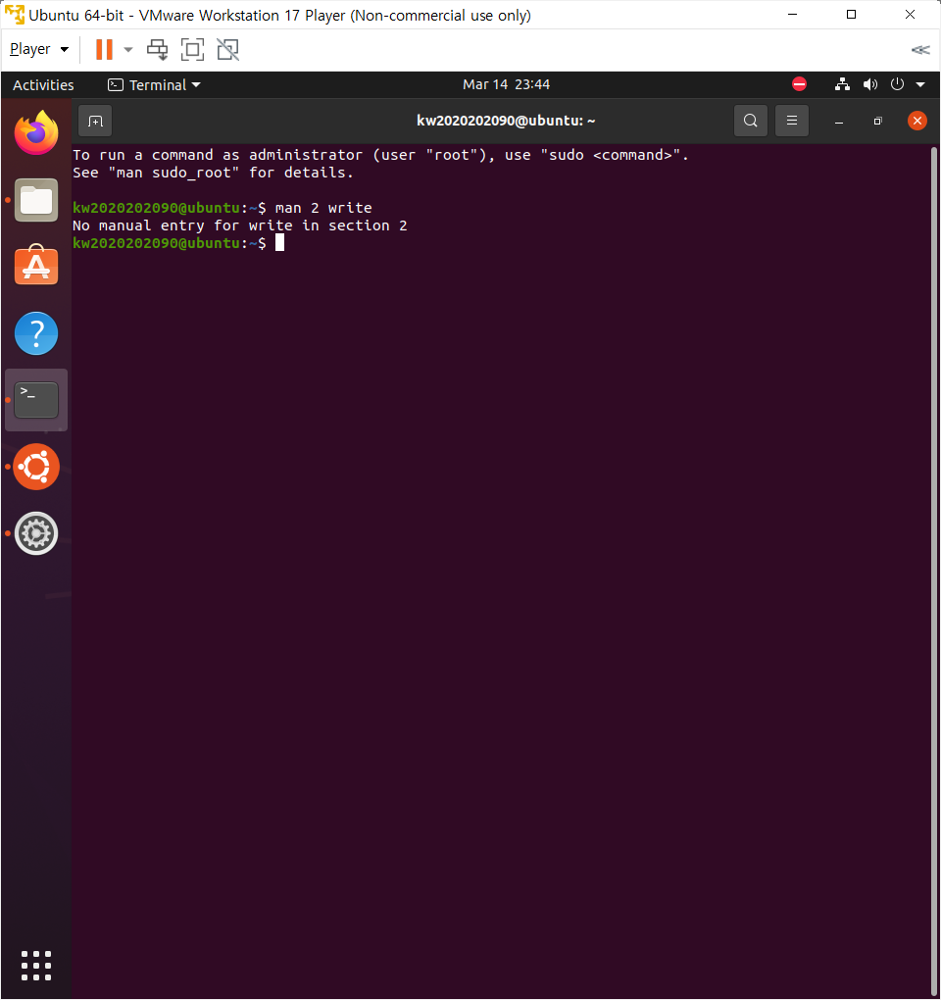 Ubuntu 64-bit - VMware Workstation 17 Player (Non-commercial use only)
Player
Activities
Terminal
Mar 14 23:44
kw2020202090@ubuntu: ~
To run a command as administrator (user "root"), use "sudo <command>".
See "man sudo_root" for details.
kw2020202090@ubuntu:~$ man 2 write
No manual entry for write in section 2
kw2020202090@ubuntu:~$